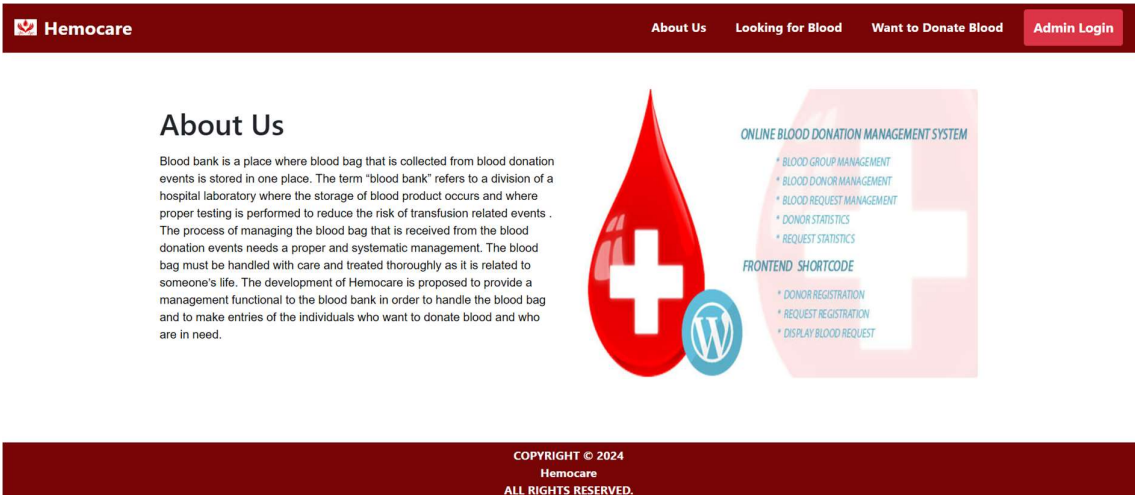 Hemocare
About Us
Looking for Blood
Want to Donate Blood
Admin Login
About Us
Blood bank is a place where blood bag that is collected from blood donation
events is stored in one place. The term “blood bank” refers to a division of a
hospital laboratory where the storage of blood product occurs and where
proper testing is performed to reduce the risk of transfusion related events .
The process of managing the blood bag that is received from the blood
donation events needs a proper and systematic management. The blood
bag must be handled with care and treated thoroughly as it is related to
someone's life. The development of Hemocare is proposed to provide a
management functional to the blood bank in order to handle the blood bag
and to make entries of the individuals who want to donate blood and who
are in need.
ONLINE BLOOD DONATION MANAGEMENT SYSTEM
* BLOOD GROUP MANAGEMENT
* BLOOD DONOR MANAGEMENT
* BLOOD REQUEST MANAGEMENT
* DONOR STATISTICS
* REQUEST STATISTICS
FRONTEND SHORTCODE
* DONOR REGISTRATION
* REQUEST REGISTRATION
* DISPLAY BLOOD REQUEST
COPYRIGHT © 2024
Hemocare
ALL RIGHTS RESERVED.